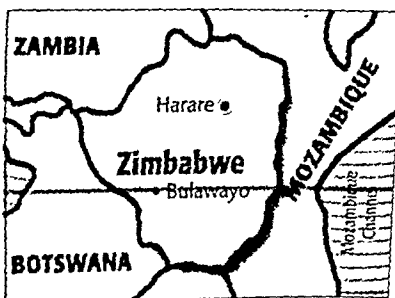 ZAMBIA
Harare
MOZAMBIQUE
Zimbabwe
Bulawayo
Mozambique
Channel
BOTSWANA